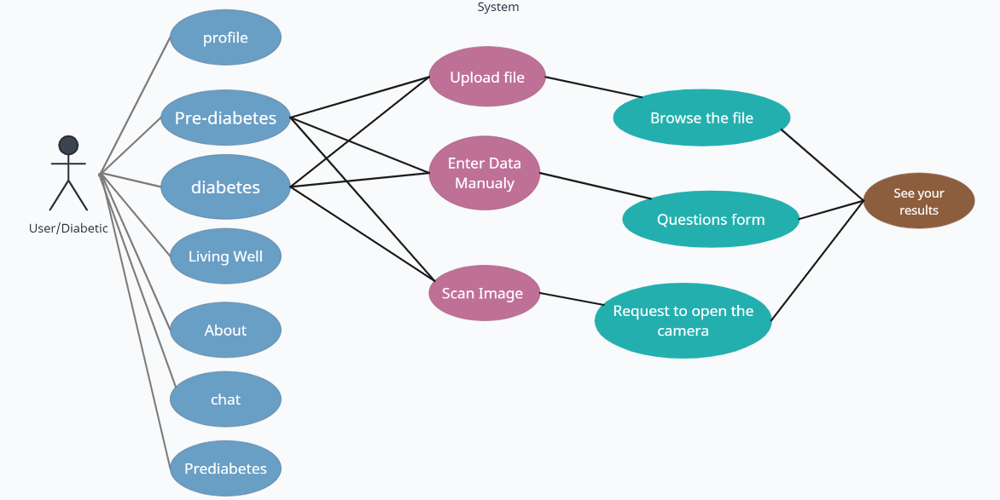 System
User/Diabetic
profile
Pre-diabetes
diabetes
Living Well
About
chat
Prediabetes
Upload file
Enter Data
Manualy
Scan Image
Browse the file
Questions form
Request to open the
camera
See your
results